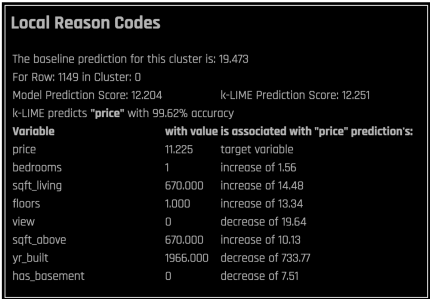 Local Reason Codes
The baseline prediction for this cluster is: 19.473
For Row: 1149 in Cluster: 0
Model Prediction Score: 12.204 k-LIME Prediction Score: 12.251
k-LIME predicts "price" with 99.62% accuracy
Variable with value is associated with "price" prediction's:
price 11.225 target variable
bedrooms 1 increase of 1.56
sqft_living 670.000 increase of 14.48
floors 1.000 increase of 13.34
view 0 decrease of 19.64
sqft_above 670.000 increase of 10.13
yr_built 1966.000 decrease of 733.77
has_basement 0 decrease of 7.51